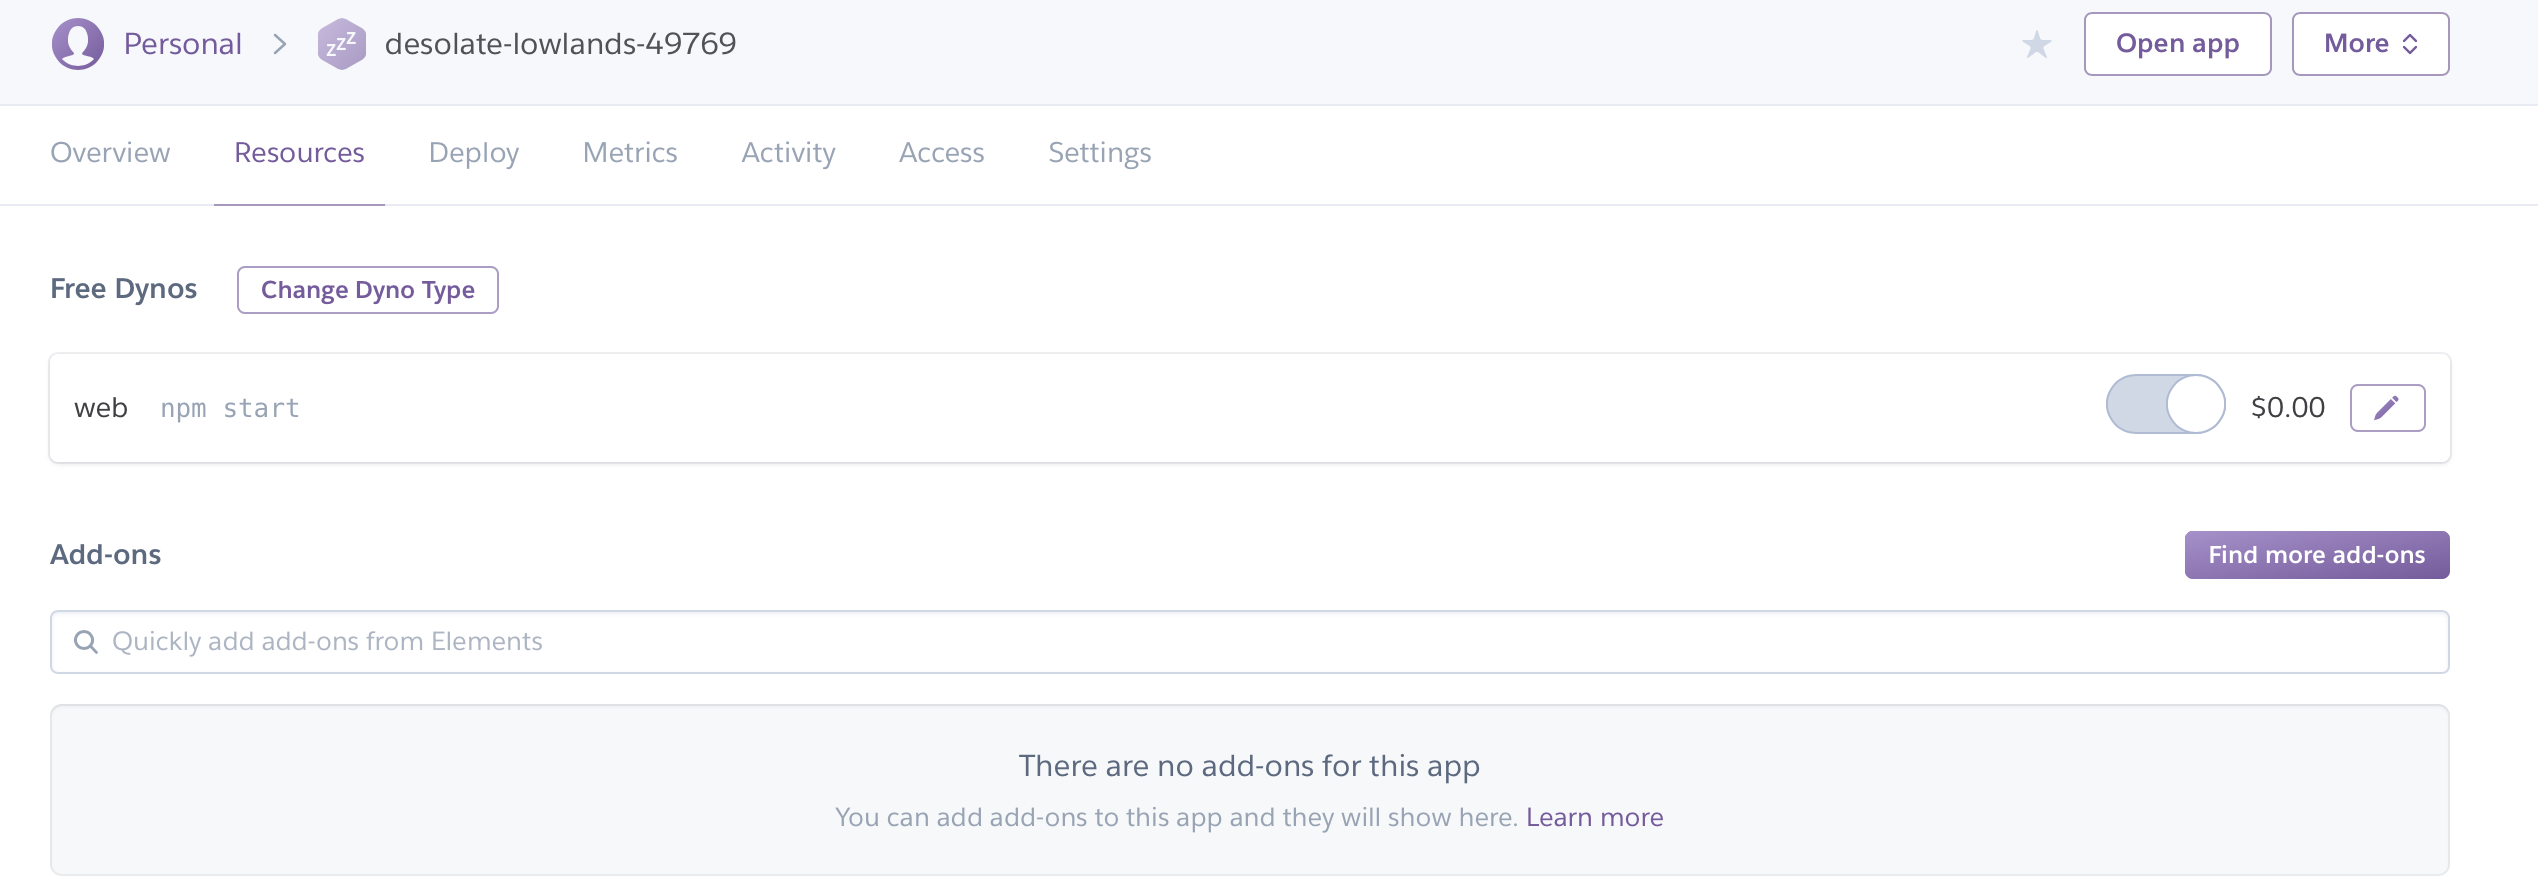 Personal > zzz desolate-lowlands-49769 Open app More
Overview Resources Deploy Metrics Activity Access Settings
Free Dynos Change Dyno Type
web npm start $0.00
Add-ons Find more add-ons
Quickly add add-ons from Elements
There are no add-ons for this app
You can add add-ons to this app and they will show here. Learn more